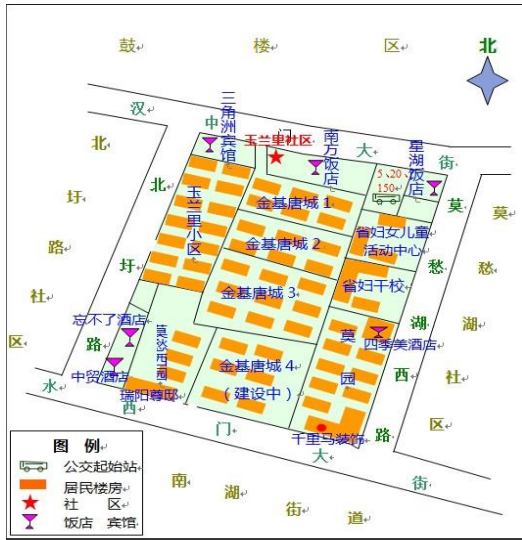 鼓 楼 区
北
汉 中 门 大 街
三角洲宾馆
玉兰里社区
南方饭店
星湖饭店
5、20、
150
北 圩 路 社 区
北 圩 路
玉兰里小区
金基唐城 1
金基唐城 2
金基唐城 3
省妇女儿童
活动中心
省妇干校
莫 愁 湖 西 路
莫 愁 湖 社 区
忘不了酒店
中贸酒店
瑞阳尊邸
金基唐城 4
（建设中）
莫 园
四季美酒店
千里马装饰
水 西 门 大 街
南 湖 街 道
图 例
公交起始站
居民楼房
社 区
饭店 宾馆